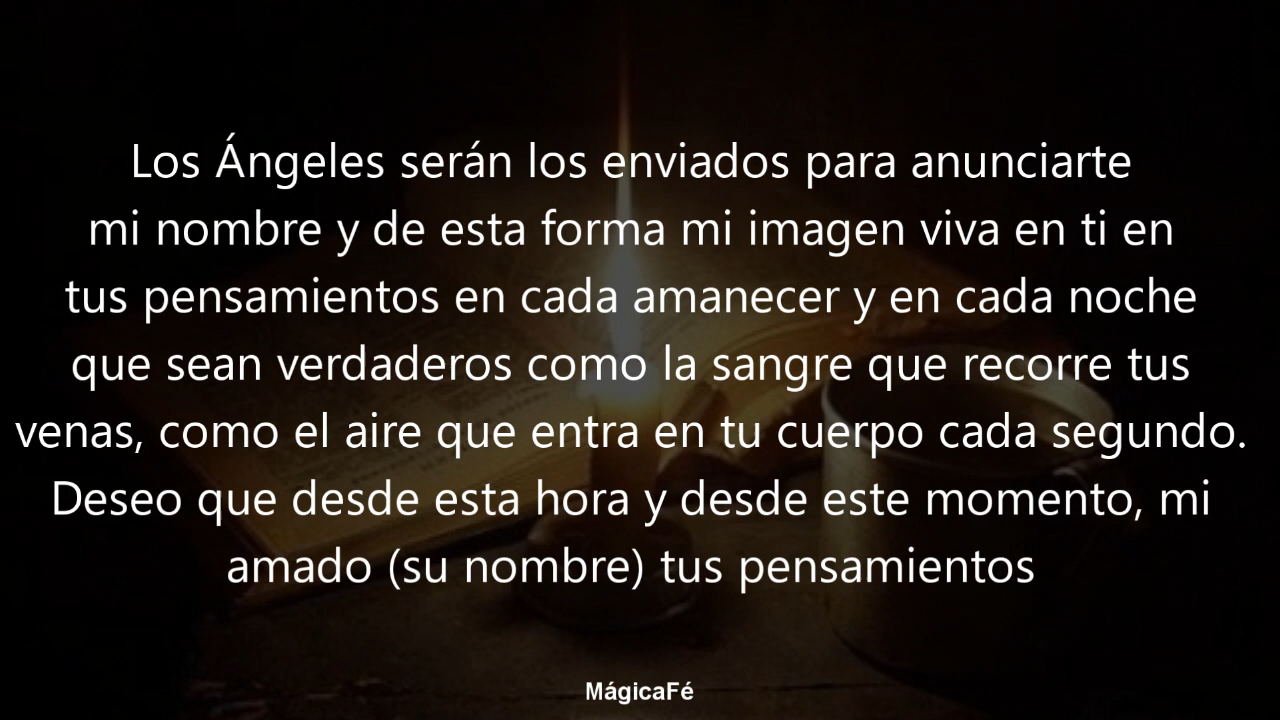 Los Ángeles serán los enviados para anunciarte
mi nombre y de esta forma mi imagen viva en ti en
tus pensamientos en cada amanecer y en cada noche
que sean verdaderos como la sangre que recorre tus
venas, como el aire que entra en tu cuerpo cada segundo.
Deseo que desde esta hora y desde este momento, mi
amado (su nombre) tus pensamientos
MágicaFé